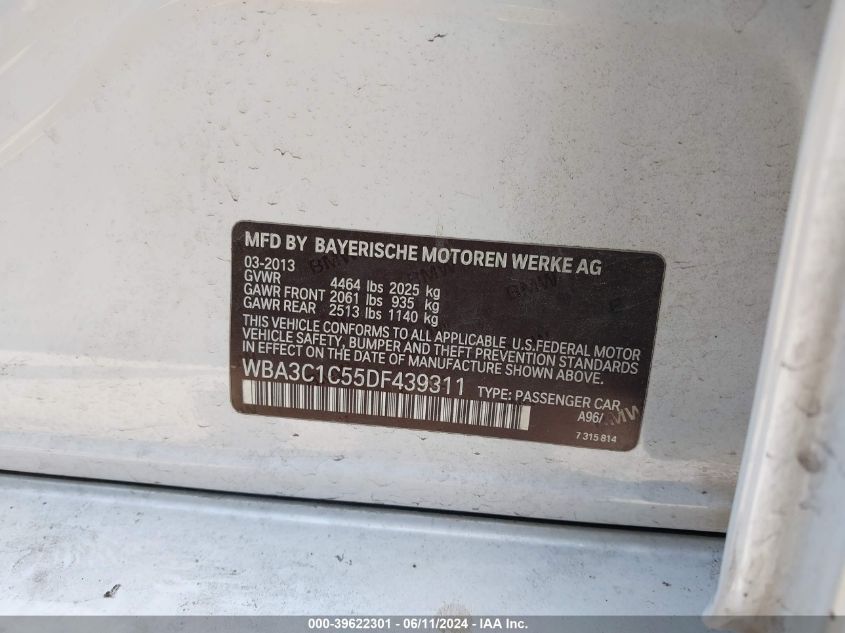 MFD BY BAYERISCHE MOTOREN WERKE AG
03-2013
GVWR 4464 lbs 2025 kg
GAWR FRONT 2061 lbs 935 kg
GAWR REAR 2513 lbs 1140 kg
THIS VEHICLE CONFORMS TO ALL APPLICABLE U.S.FEDERAL MOTOR
VEHICLE SAFETY, BUMPER AND THEFT PREVENTION STANDARDS
IN EFFECT ON THE DATE OF MANUFACTURE SHOWN ABOVE.
WBA3C1C55DF439311 TYPE: PASSENGER CAR
A96/
7 315 814
BMW
BMW
BMW
000-39622301 - 06/11/2024 - © IAA, Inc.